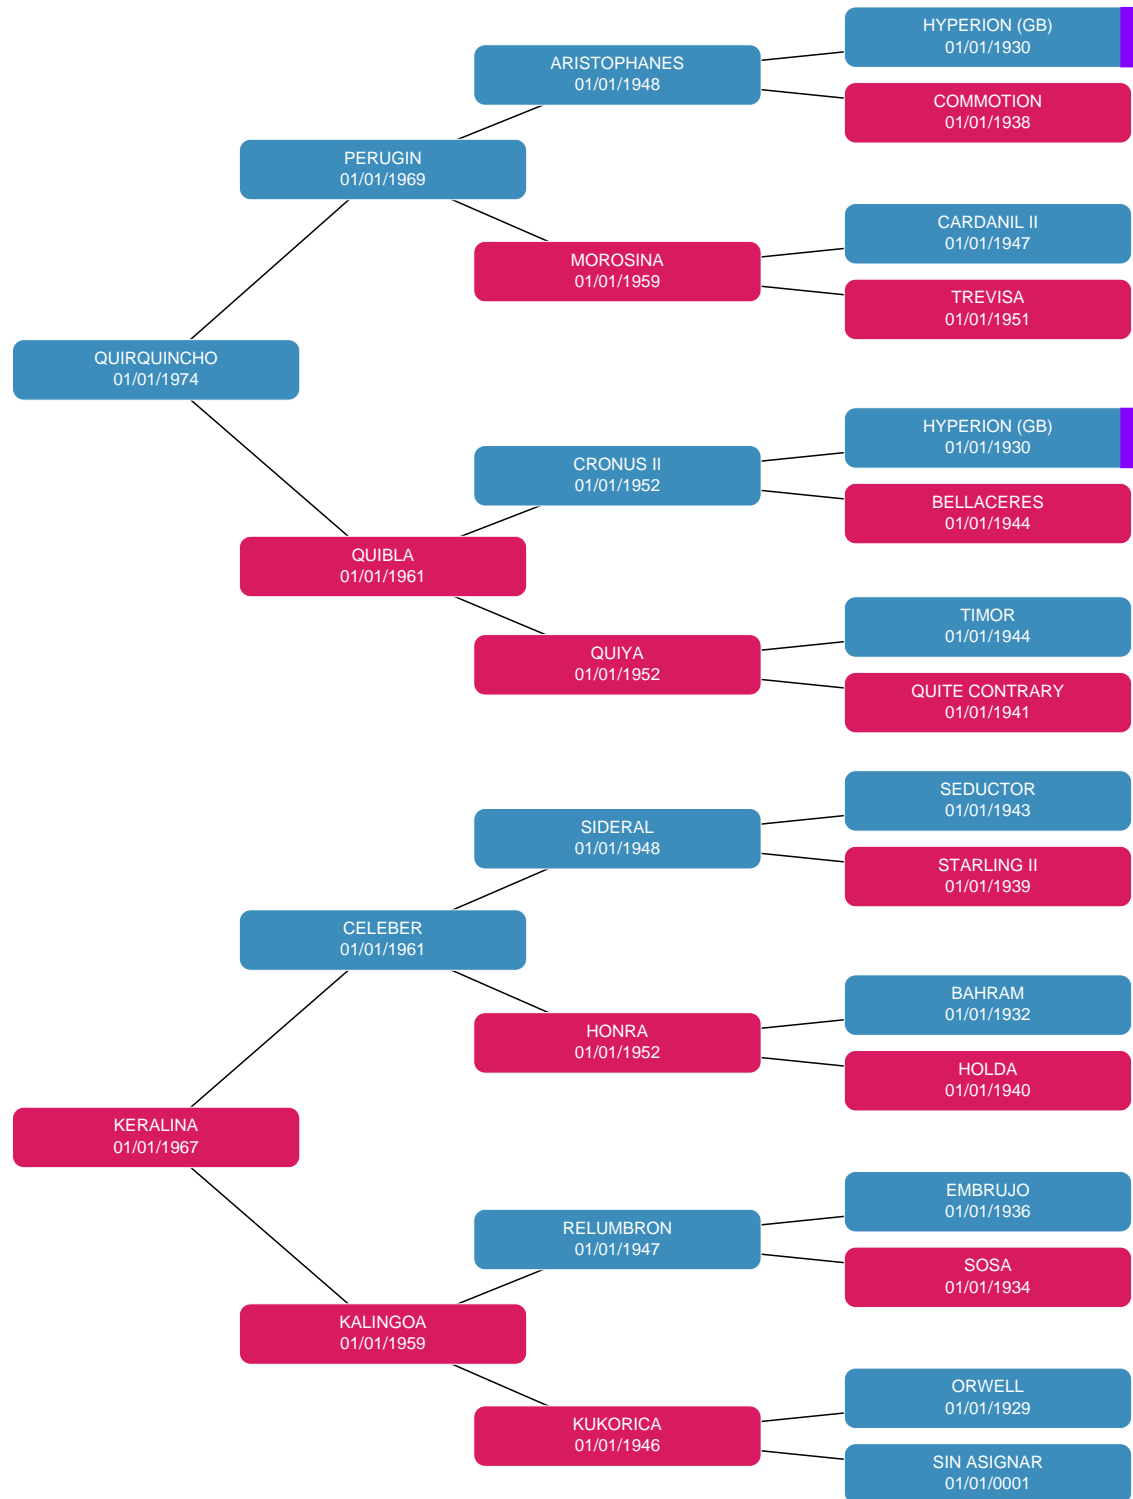 HYPERION (GB)
01/01/1930
ARISTOPHANES
01/01/1948
COMMOTION
01/01/1938
PERUGIN
01/01/1969
CARDANIL II
01/01/1947
MOROSINA
01/01/1959
TREVISA
01/01/1951
QUIRQUINCHO
01/01/1974
HYPERION (GB)
01/01/1930
CRONUS II
01/01/1952
BELLACERES
01/01/1944
QUIBLA
01/01/1961
TIMOR
01/01/1944
QUIYA
01/01/1952
QUITE CONTRARY
01/01/1941
SEDUCTOR
01/01/1943
SIDERAL
01/01/1948
STARLING II
01/01/1939
CELEBER
01/01/1961
BAHRAM
01/01/1932
HONRA
01/01/1952
HOLDA
01/01/1940
KERALINA
01/01/1967
EMBRUJO
01/01/1936
RELUMBRON
01/01/1947
SOSA
01/01/1934
KALINGOA
01/01/1959
ORWELL
01/01/1929
KUKORICA
01/01/1946
SIN ASIGNAR
01/01/0001